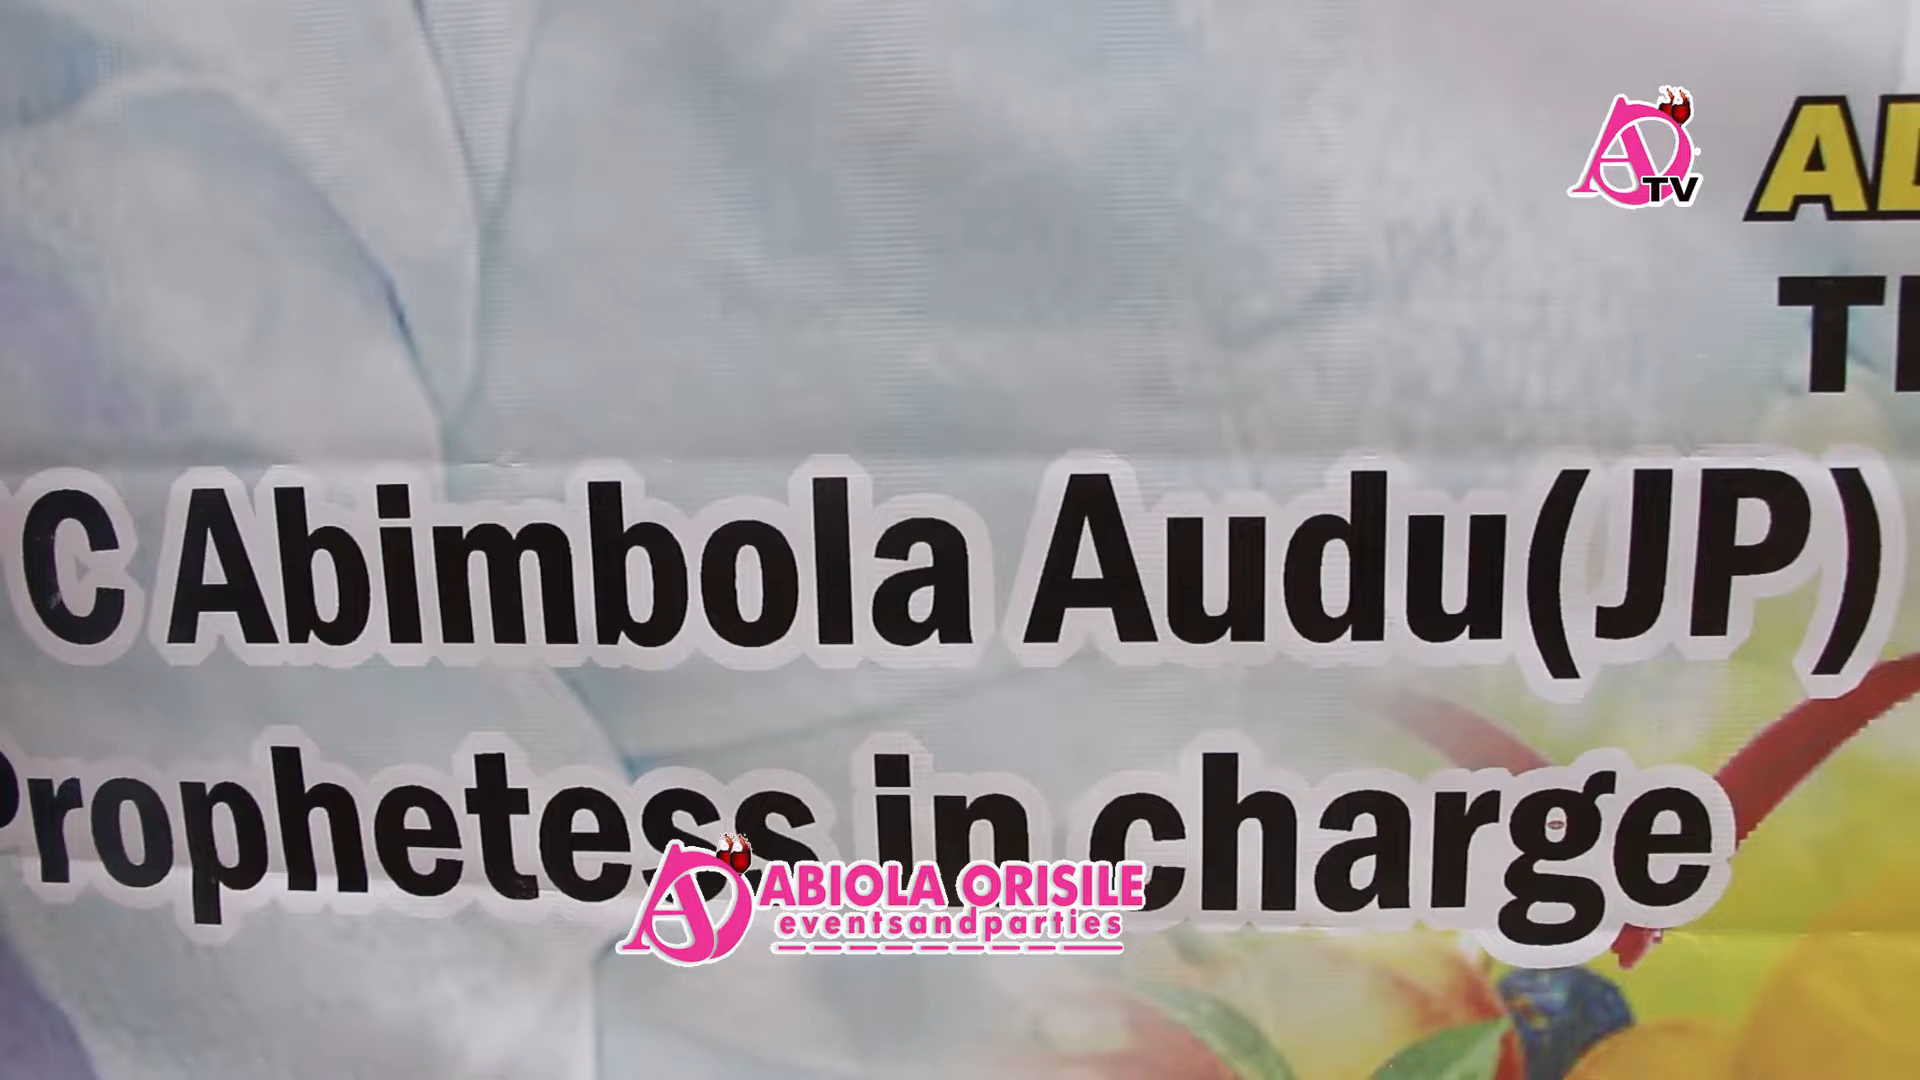 TV
C Abimbola Audu(JP)
Prophetess in charge
ABIOLA ORISILE
eventsandparties